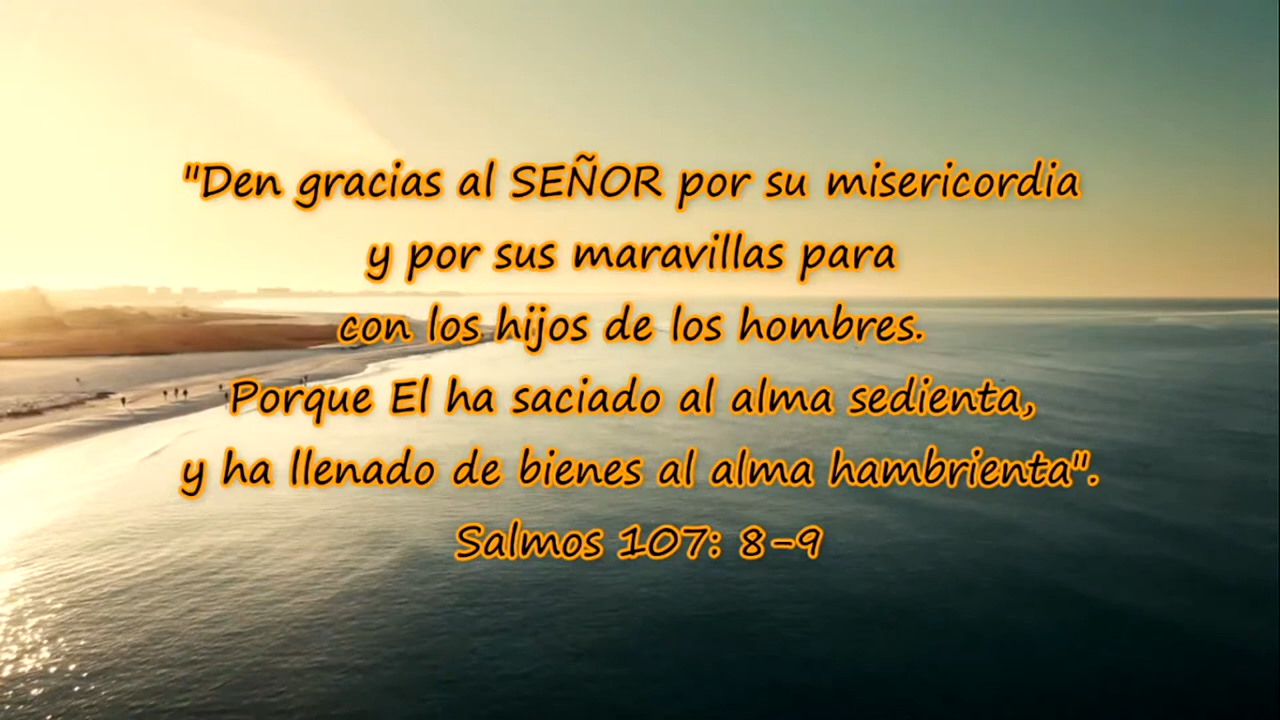 "Den gracias al SEÑOR por su misericordia
y por sus maravillas para
con los hijos de los hombres.
Porque El ha saciado al alma sedienta,
y ha llenado de bienes al alma hambrienta".
Salmos 107: 8-9